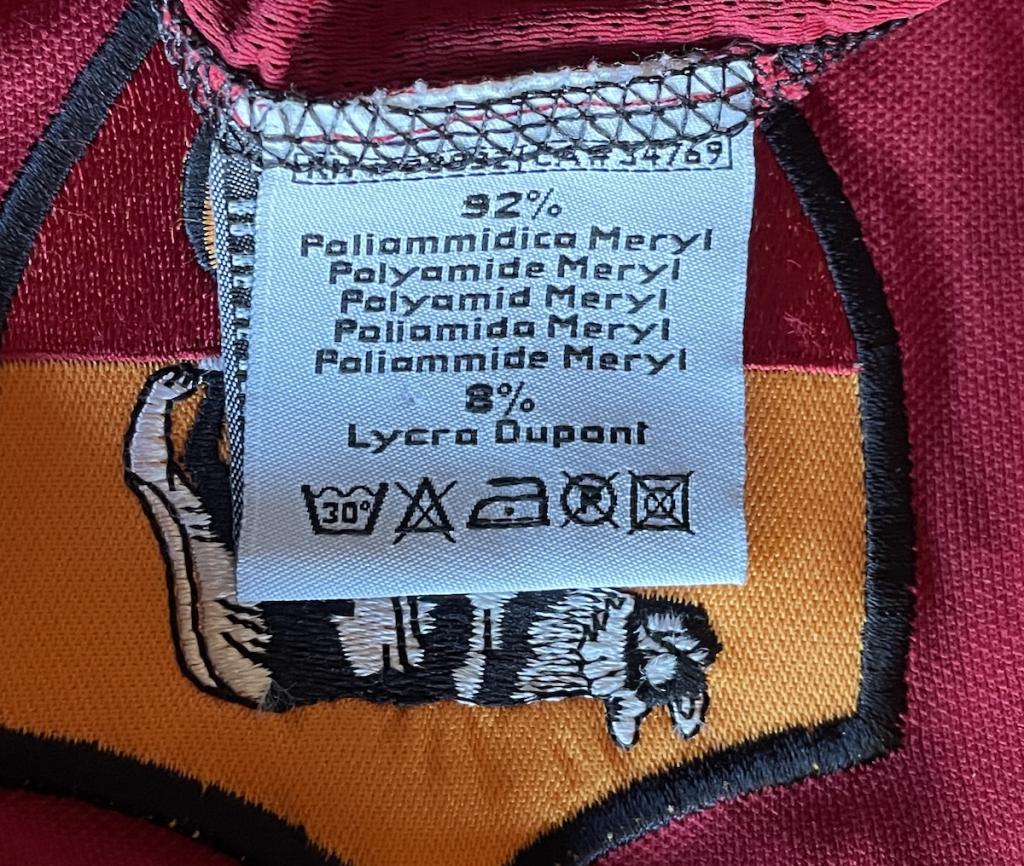 92%
Poliammidica Meryl
Polyamide Meryl
Polyamid Meryl
Poliamida Meryl
Poliammide Meryl
8%
Lycra Dupont
30°